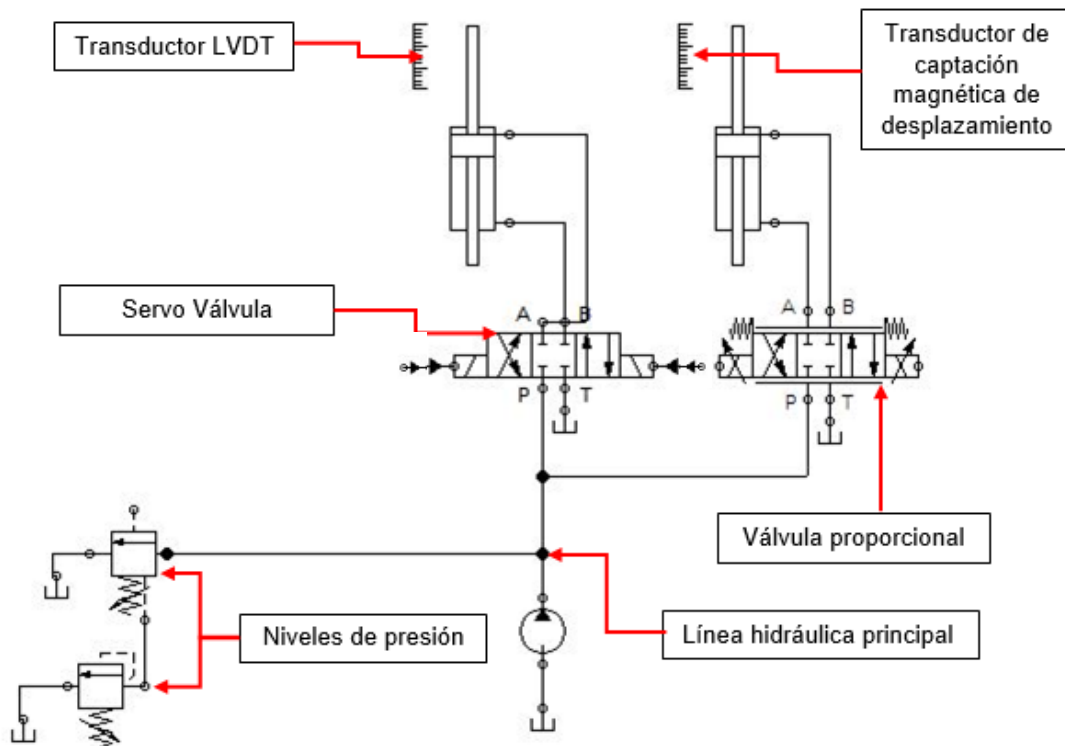 Transductor LVDT
Transductor de
captación
magnética de
desplazamiento
Servo Válvula
A B
P T
A B
P T
Válvula proporcional
Niveles de presión
Línea hidráulica principal